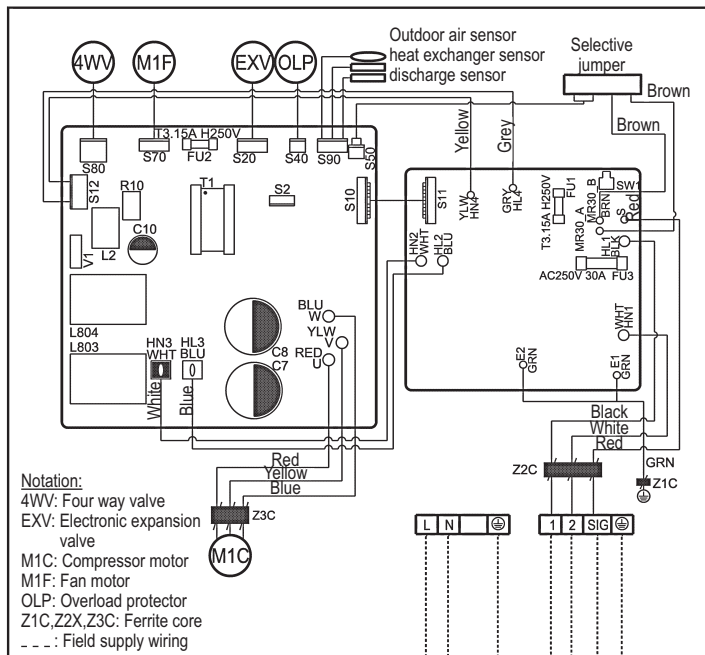 Outdoor air sensor
heat exchanger sensor
discharge sensor
Selective
jumper
4WV
M1F
EXV
OLP
Brown
Brown
Yellow
Grey
T3.15A H250V
FU2
S80
S70
S20
S40
S90
S50
S12
R10
T1
S2
S10
S11
C10
L2
V1
YLW
HN4
GRY
HL4
T3.15A H250V
FU1
MR30_A
MR30_B
BRN
SW1
Red
S
HN2
WHT
HL2
BLU
HL1
BLK
AC250V 30A
FU3
L804
L803
BLU
W
YLW
V
RED
U
WHT
HN1
HN3
WHT
HL3
BLU
C8
C7
E2
GRN
E1
GRN
White
Blue
Black
White
Red
GRN
Red
Yellow
Blue
Z2C
Z1C
Z3C
M1C
L N
1 2 SIG
Notation:
4WV: Four way valve
EXV: Electronic expansion
valve
M1C: Compressor motor
M1F: Fan motor
OLP: Overload protector
Z1C,Z2X,Z3C: Ferrite core
_ _ _ : Field supply wiring